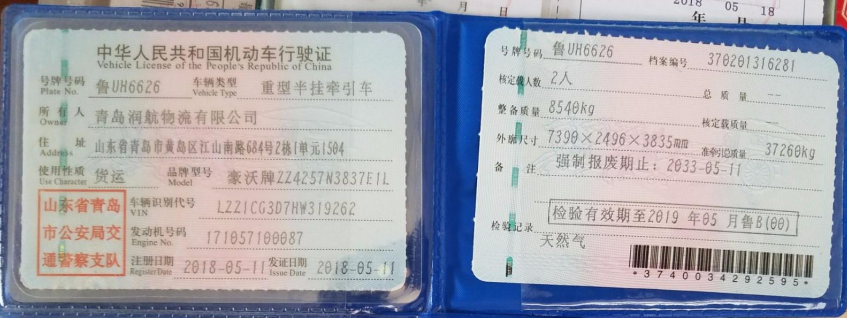 2018 05 18
年 月 日
中华人民共和国机动车行驶证
Vehicle License of the People's Republic of China
号牌号码 鲁UH6626 车辆类型 重型半挂牵引车
Plate No. Vehicle Type
所有人 青岛润航物流有限公司
Owner
住址 山东省青岛市黄岛区江山南路684号2栋1单元1504
Address
使用性质 货运 品牌型号 豪沃牌ZZ4257N3837E1L
Use Character Model
山东省青岛 车辆识别代号 LZZ1CG3D7HW319262
VIN
市公安局交 发动机号码 171057100087
Engine No.
通警察支队 注册日期 2018-05-11 发证日期 2018-05-11
Register Date Issue Date
号牌号码 鲁UH6626 档案编号 370201316281
核定载人数 2人 总质量 --
整备质量 8540kg 核定载质量 --
外廓尺寸 7390×2496×3835mm 准牵引总质量 37260kg
备注 强制报废期止：2033-05-11
检验记录 检验有效期至2019年05月鲁B(00)
天然气
*3740034292595*